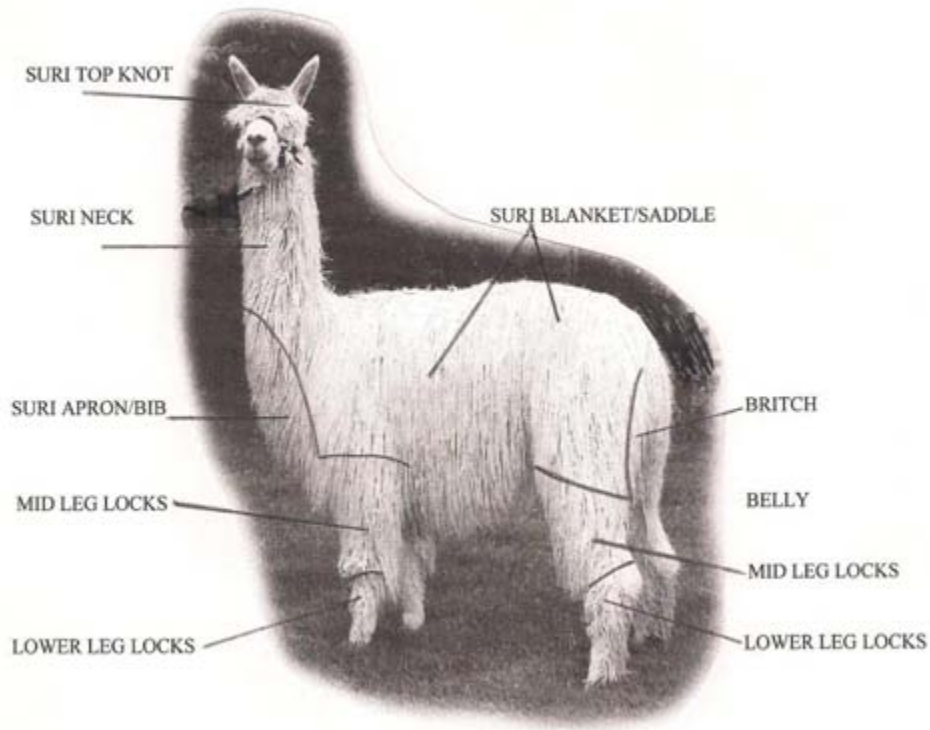 SURI TOP KNOT
SURI NECK
SURI BLANKET/SADDLE
SURI APRON/BIB
BRITCH
MID LEG LOCKS
BELLY
MID LEG LOCKS
LOWER LEG LOCKS
LOWER LEG LOCKS